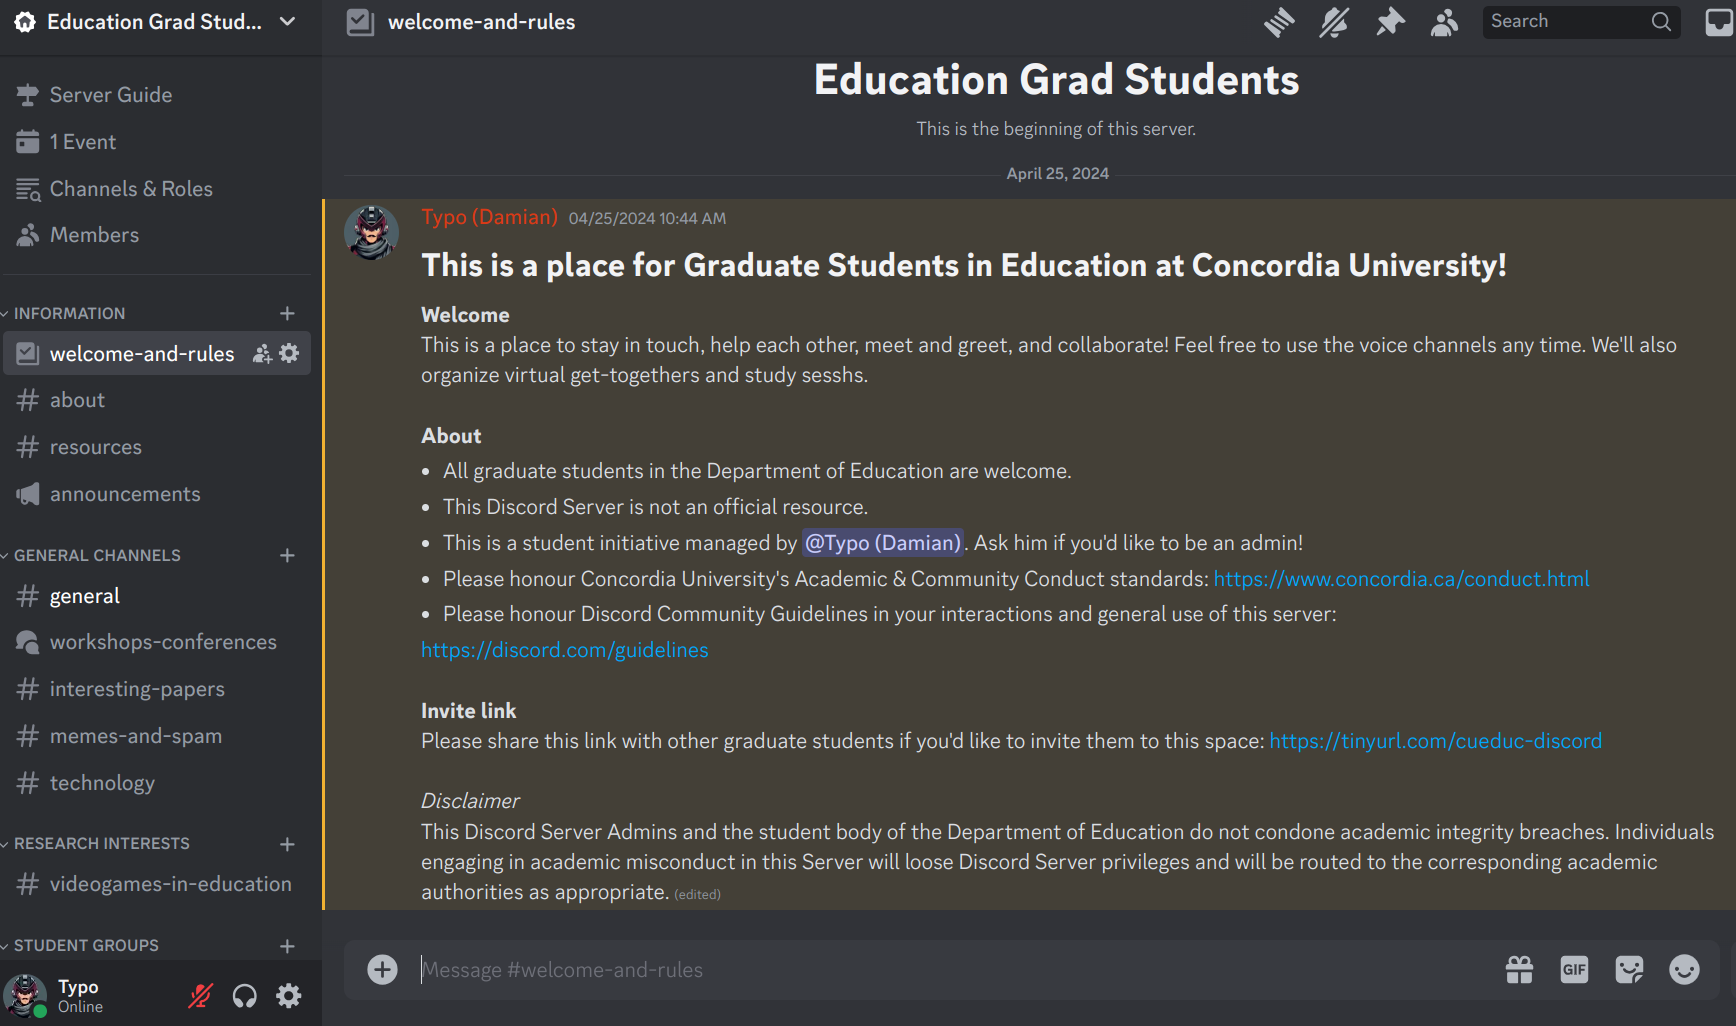 Education Grad Stud...
Server Guide
1 Event
Channels & Roles
Members
INFORMATION
welcome-and-rules
about
resources
announcements
GENERAL CHANNELS
general
workshops-conferences
interesting-papers
memes-and-spam
technology
RESEARCH INTERESTS
videogames-in-education
STUDENT GROUPS
Typo
Online
welcome-and-rules
Search
Education Grad Students
This is the beginning of this server.
April 25, 2024
Typo (Damian) 04/25/2024 10:44 AM
This is a place for Graduate Students in Education at Concordia University!
Welcome
This is a place to stay in touch, help each other, meet and greet, and collaborate! Feel free to use the voice channels any time. We'll also
organize virtual get-togethers and study sesshs.
About
• All graduate students in the Department of Education are welcome.
• This Discord Server is not an official resource.
• This is a student initiative managed by @Typo (Damian). Ask him if you'd like to be an admin!
• Please honour Concordia University's Academic & Community Conduct standards: https://www.concordia.ca/conduct.html
• Please honour Discord Community Guidelines in your interactions and general use of this server:
https://discord.com/guidelines
Invite link
Please share this link with other graduate students if you'd like to invite them to this space: https://tinyurl.com/cueduc-discord
Disclaimer
This Discord Server Admins and the student body of the Department of Education do not condone academic integrity breaches. Individuals
engaging in academic misconduct in this Server will loose Discord Server privileges and will be routed to the corresponding academic
authorities as appropriate. (edited)
Message #welcome-and-rules
GIF